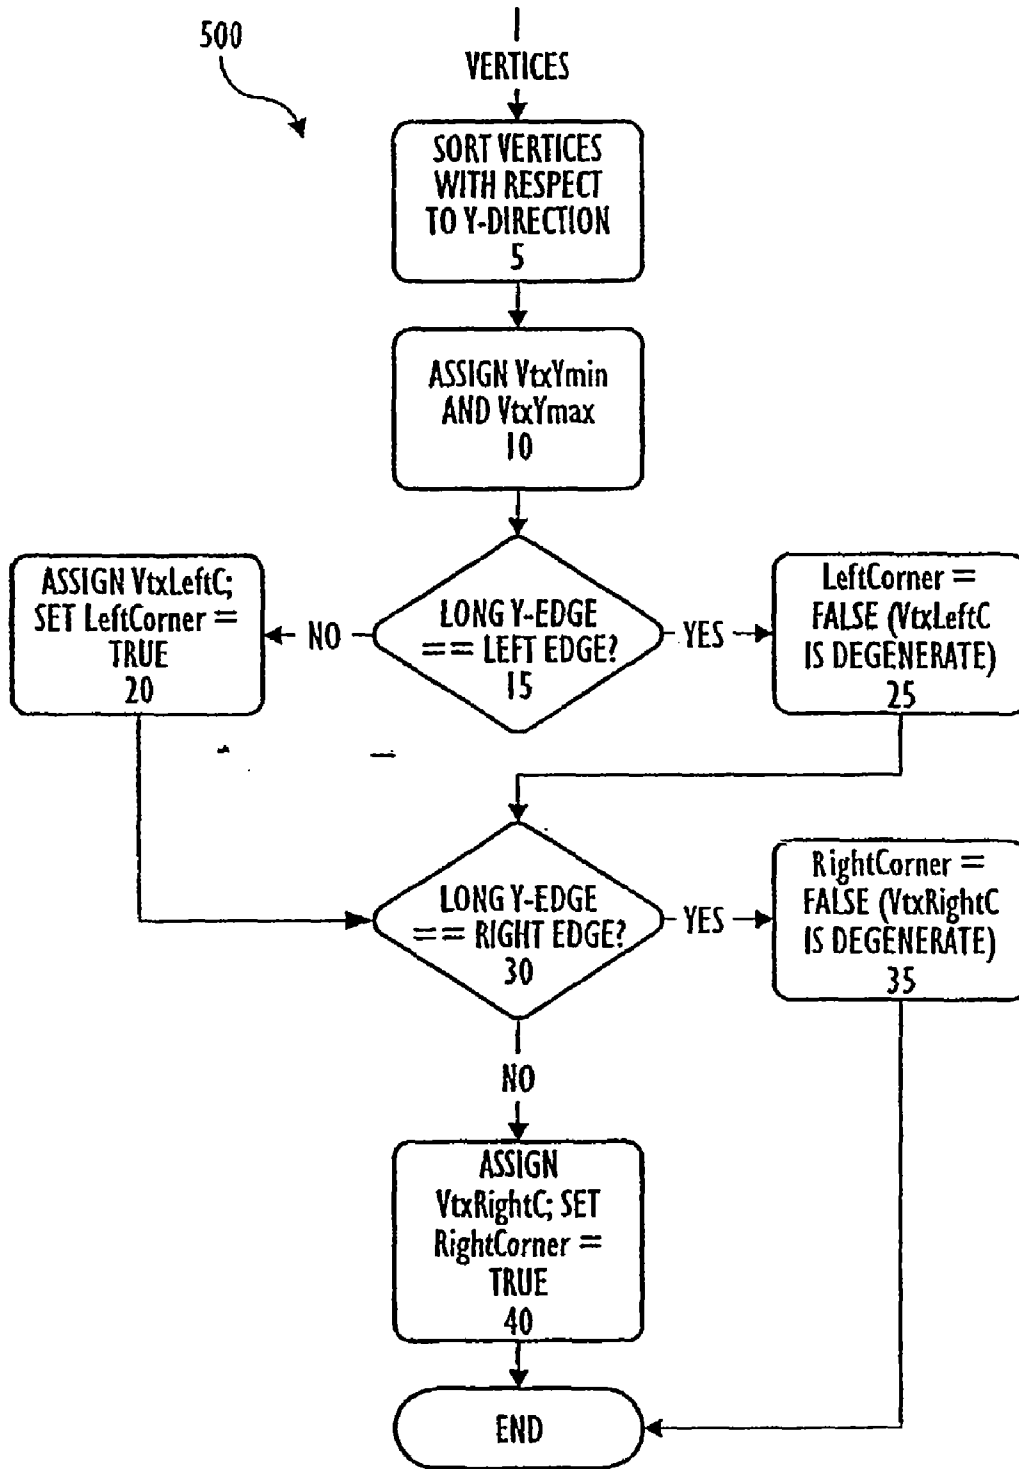 500
VERTICES
SORT VERTICES
WITH RESPECT
TO Y-DIRECTION
5
ASSIGN VtxYmin
AND VtxYmax
10
LONG Y-EDGE
== LEFT EDGE?
15
NO
YES
ASSIGN VtxLeftC;
SET LeftCorner =
TRUE
20
LeftCorner =
FALSE (VtxLeftC
IS DEGENERATE)
25
LONG Y-EDGE
== RIGHT EDGE?
30
YES
RightCorner =
FALSE (VtxRightC
IS DEGENERATE)
35
NO
ASSIGN
VtxRightC; SET
RightCorner =
TRUE
40
END